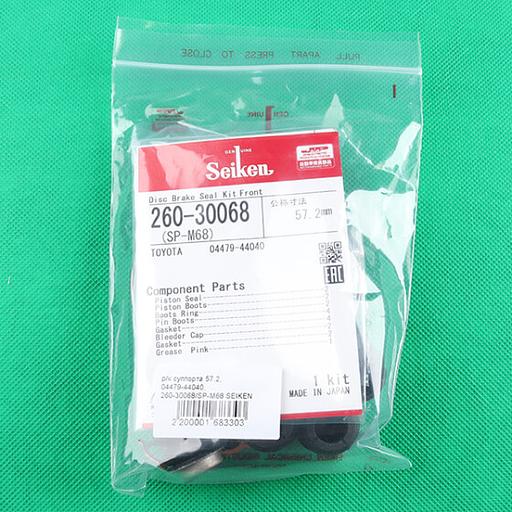 PULL APART PRESS TO CLOSE
GENUINE
GENUINE
Seiken
Disc Brake Seal Kit Front
260-30068
(SP-M68)
公称寸法
57.2mm
TOYOTA 04479-44040
EAC
Component Parts
Piston Seal
Piston Boots
Boots Ring
Pin Boots
Gasket
Bleeder Cap
Gasket
Grease Pink
1 kit
MADE IN JAPAN
р/к суппорта 57.2,
04479-44040,
260-30068/SP-M68 SEIKEN
2200001683303